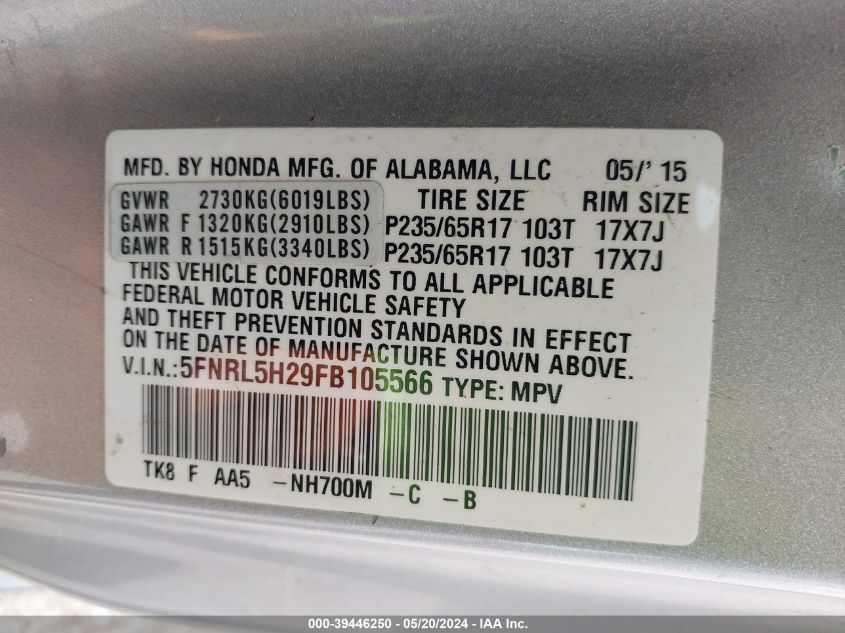 MFD. BY HONDA MFG. OF ALABAMA, LLC 05/' 15
GVWR 2730KG(6019LBS) TIRE SIZE RIM SIZE
GAWR F 1320KG(2910LBS) P235/65R17 103T 17X7J
GAWR R 1515KG(3340LBS) P235/65R17 103T 17X7J
THIS VEHICLE CONFORMS TO ALL APPLICABLE
FEDERAL MOTOR VEHICLE SAFETY
AND THEFT PREVENTION STANDARDS IN EFFECT
ON THE DATE OF MANUFACTURE SHOWN ABOVE.
V.I.N.:5FNRL5H29FB105566 TYPE: MPV
TK8 F AA5 -NH700M -C -B
000-39446250 - 05/20/2024 - IAA Inc.